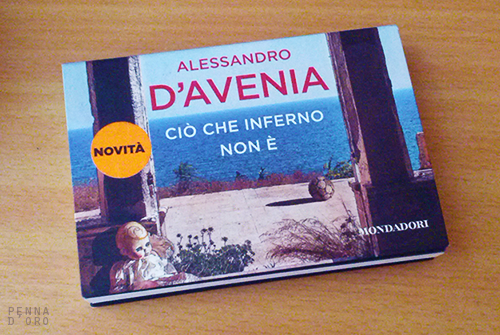 ALESSANDRO
D'AVENIA
CIÒ CHE INFERNO
NON È
NOVITÀ
MONDADORI
PENNA
D'ORO